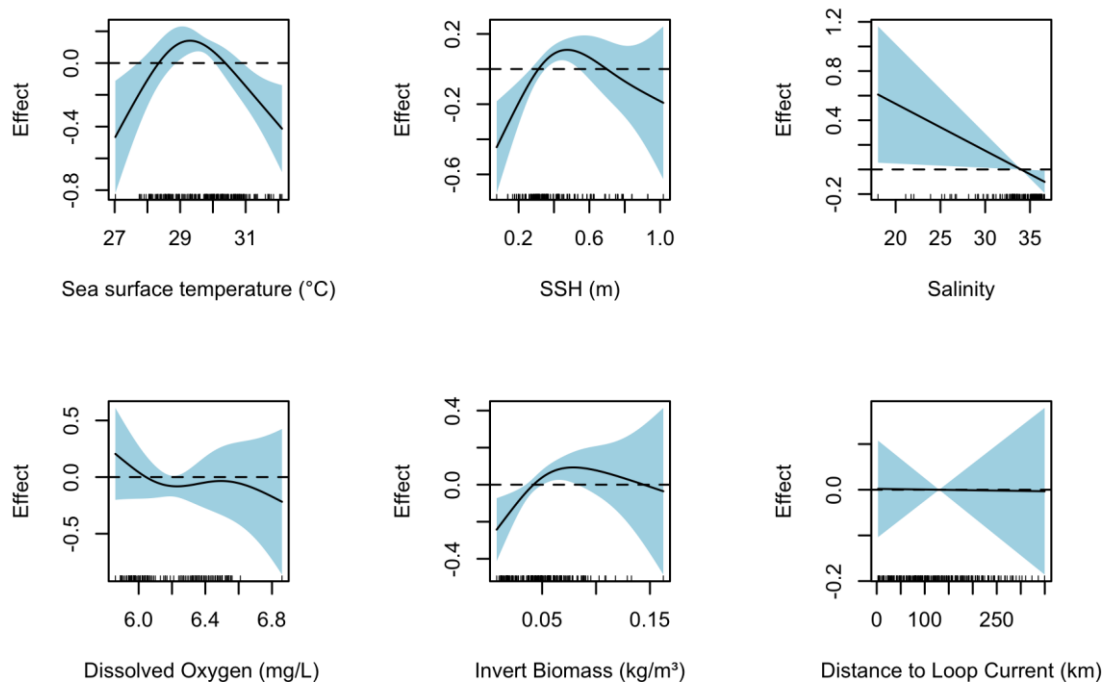 Effect
0.0
-0.4
-0.8
27 29 31
Sea surface temperature (°C)
Effect
0.2
-0.2
-0.6
0.2 0.6 1.0
SSH (m)
Effect
1.2
0.8
0.4
-0.2
20 25 30 35
Salinity
Effect
0.5
0.0
-0.5
6.0 6.4 6.8
Dissolved Oxygen (mg/L)
Effect
0.4
0.0
-0.4
0.05 0.15
Invert Biomass (kg/m³)
Effect
0.0
-0.2
0 100 250
Distance to Loop Current (km)